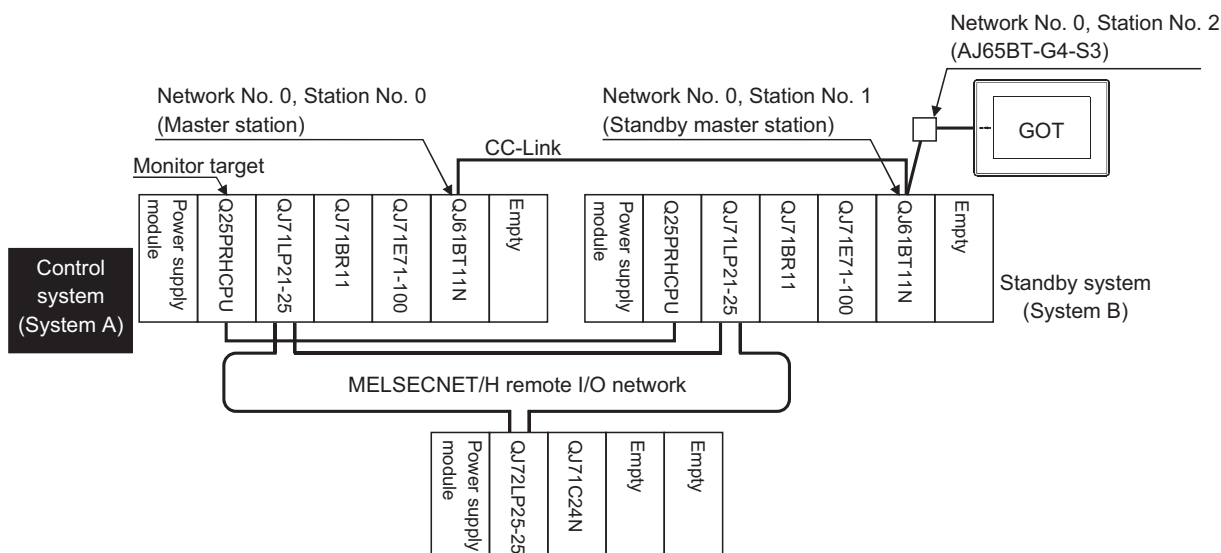 Network No. 0, Station No. 2
(AJ65BT-G4-S3)
Network No. 0, Station No. 0
(Master station)
Network No. 0, Station No. 1
(Standby master station)
GOT
CC-Link
Monitor target
Control
system
(System A)
Power supply
module
Q25PRHCPU
QJ71LP21-25
QJ71BR11
QJ71E71-100
QJ61BT11N
Empty
Power supply
module
Q25PRHCPU
QJ71LP21-25
QJ71BR11
QJ71E71-100
QJ61BT11N
Empty
Standby system
(System B)
MELSECNET/H remote I/O network
Power supply
module
QJ72LP25-25
QJ71C24N
Empty
Empty